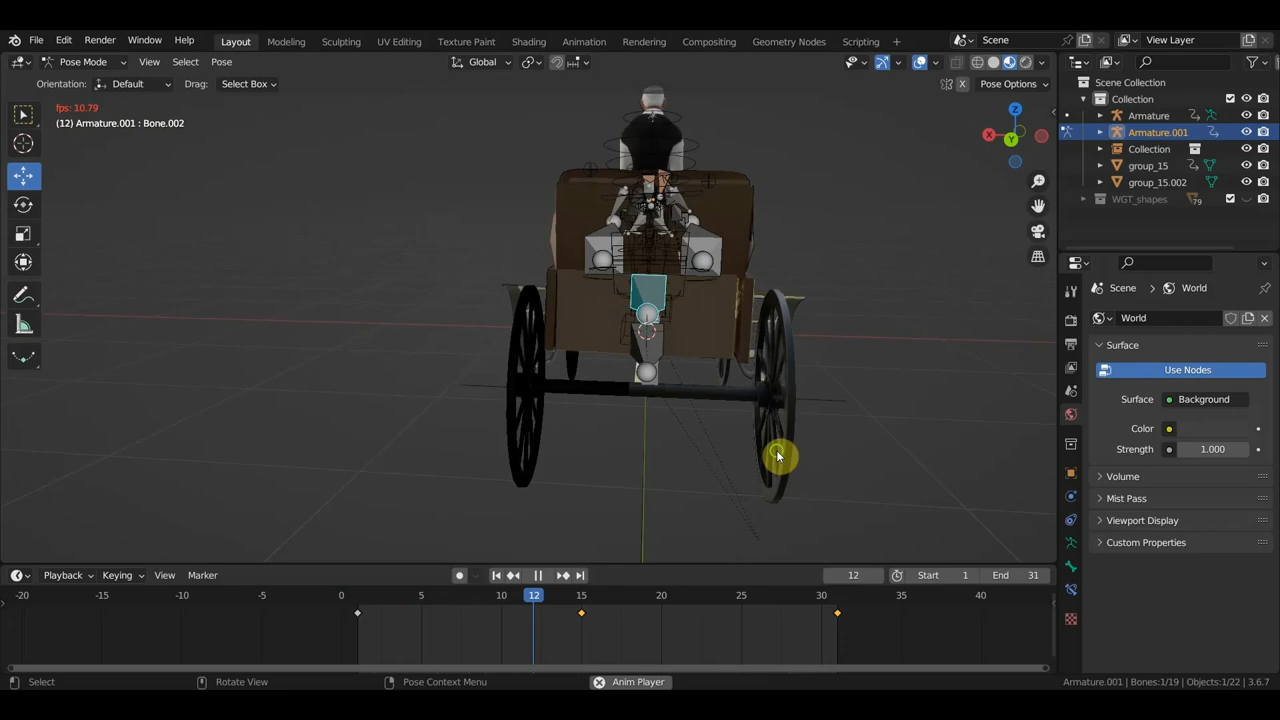 File Edit Render Window Help Layout Modeling Sculpting UV Editing Texture Paint Shading Animation Rendering Compositing Geometry Nodes Scripting + Scene View Layer
Pose Mode View Select Pose Global
Orientation: Default Drag: Select Box X Pose Options
fps: 10.79
(12) Armature.001 : Bone.002
Z
X
Y
Scene Collection
Collection
Armature
Armature.001
Collection
group_15
group_15.002
WGT_shapes 79
Scene > World
World
Surface
Use Nodes
Surface Background
Color
Strength 1.000
Volume
Mist Pass
Viewport Display
Custom Properties
Playback Keying View Marker 12 Start 1 End 31
-20 -15 -10 -5 0 5 10 12 15 20 25 30 35 40
Select Rotate View Pose Context Menu Anim Player Armature.001 | Bones:1/19 | Objects:1/22 | 3.6.7